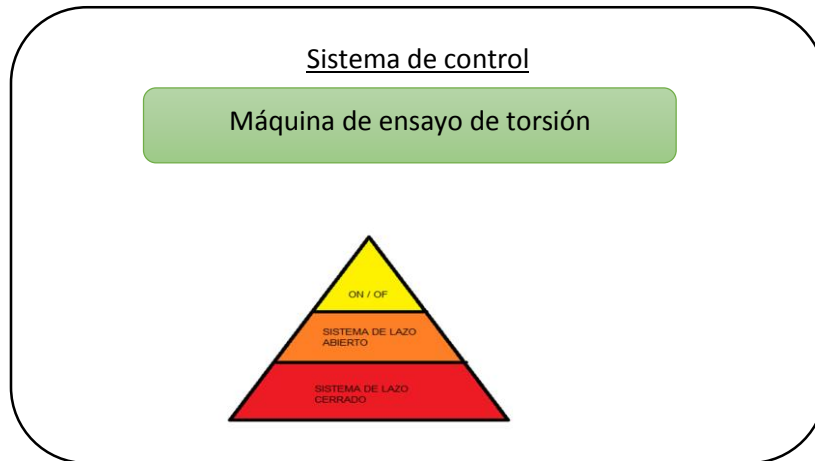 Sistema de control
Máquina de ensayo de torsión
ON / OF
SISTEMA DE LAZO
ABIERTO
SISTEMA DE LAZO
CERRADO